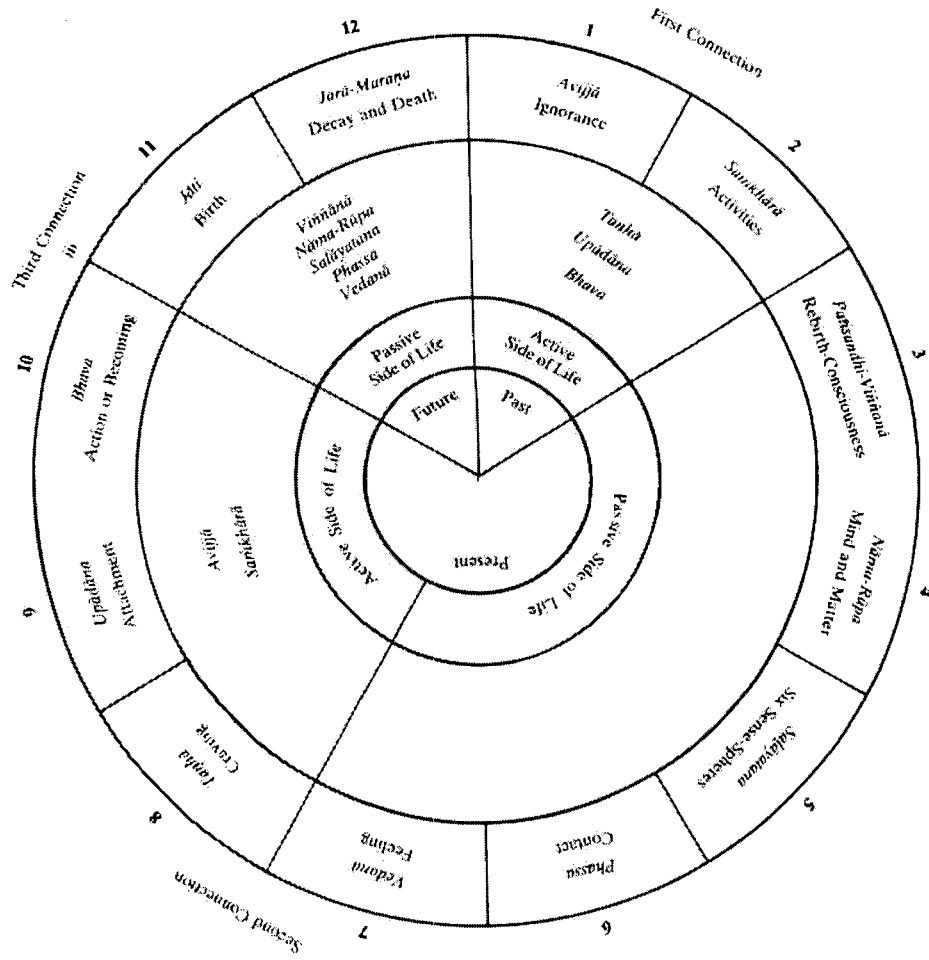 First Connection
Second Connection
Third Connection
1
Avijjā
Ignorance
2
Saṁkhārā
Activities
3
Paṭisandhi-Viññāṇa
Rebirth-Consciousness
4
Nāma-Rūpa
Mind and Matter
5
Saḷāyatana
Six Sense-Spheres
6
Phassa
Contact
7
Vedanā
Feeling
8
Taṇhā
Craving
9
Upādāna
Attachment
10
Bhava
Action or Becoming
11
Jāti
Birth
12
Jarā-Maraṇa
Decay and Death
Taṇhā
Upādāna
Bhava
Viññāṇā
Nāma-Rūpa
Saḷāyatana
Phassa
Vedanā
Avijjā
Saṁkhārā
Active
Side of Life
Passive
Side of Life
Active Side of Life
Passive Side of Life
Past
Future
Present